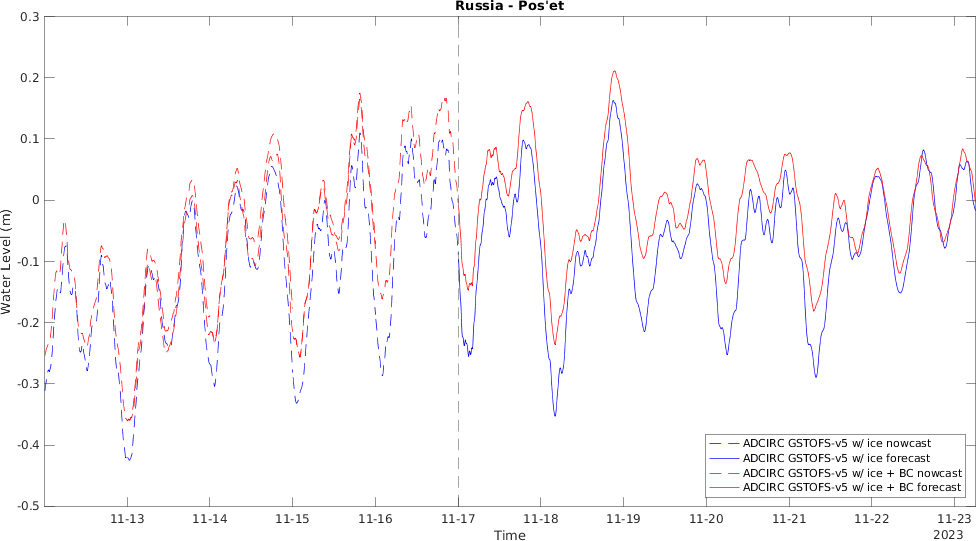 Russia - Pos'et
0.3
0.2
0.1
0
-0.1
-0.2
-0.3
-0.4
-0.5
Water Level (m)
ADCIRC GSTOFS-v5 w/ ice nowcast
ADCIRC GSTOFS-v5 w/ ice forecast
ADCIRC GSTOFS-v5 w/ ice + BC nowcast
ADCIRC GSTOFS-v5 w/ ice + BC forecast
11-13 11-14 11-15 11-16 11-17 11-18 11-19 11-20 11-21 11-22 11-23
Time
2023